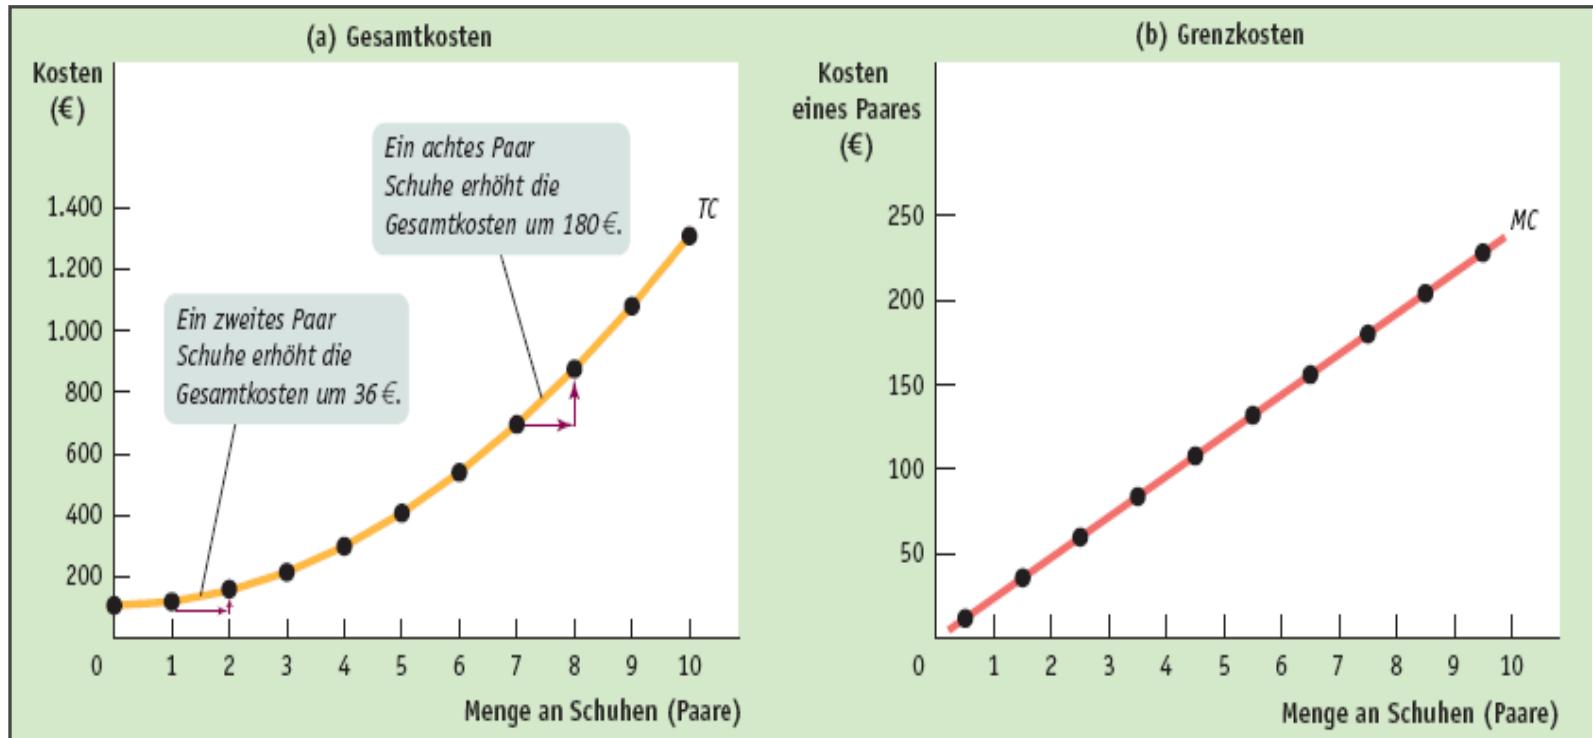 (a) Gesamtkosten
Kosten
(€)
1.400
1.200
1.000
800
600
400
200
0 1 2 3 4 5 6 7 8 9 10
Menge an Schuhen (Paare)
Ein zweites Paar
Schuhe erhöht die
Gesamtkosten um 36 €.
Ein achtes Paar
Schuhe erhöht die
Gesamtkosten um 180 €.
TC
(b) Grenzkosten
Kosten
eines Paares
(€)
250
200
150
100
50
0 1 2 3 4 5 6 7 8 9 10
Menge an Schuhen (Paare)
MC